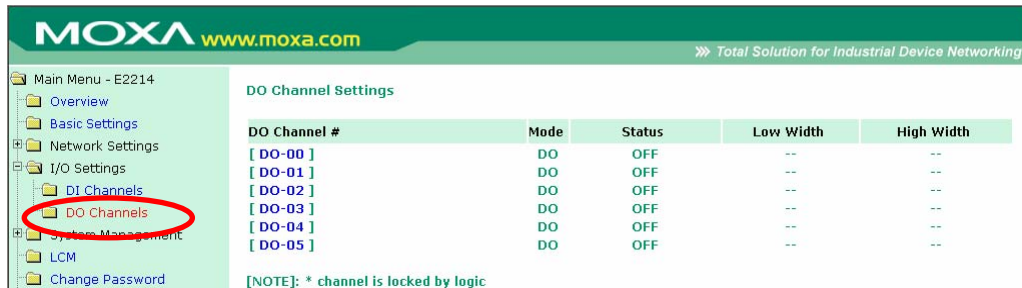 MOXA www.moxa.com
Total Solution for Industrial Device Networking
Main Menu - E2214
Overview
Basic Settings
Network Settings
I/O Settings
DI Channels
DO Channels
System Management
LCM
Change Password
DO Channel Settings
DO Channel # Mode Status Low Width High Width
[ DO-00 ] DO OFF -- --
[ DO-01 ] DO OFF -- --
[ DO-02 ] DO OFF -- --
[ DO-03 ] DO OFF -- --
[ DO-04 ] DO OFF -- --
[ DO-05 ] DO OFF -- --
[NOTE]: * channel is locked by logic